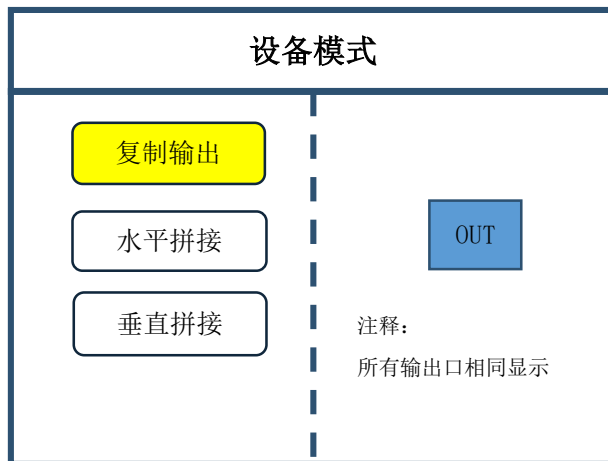 设备模式
复制输出
水平拼接
垂直拼接
OUT
注释：
所有输出口相同显示